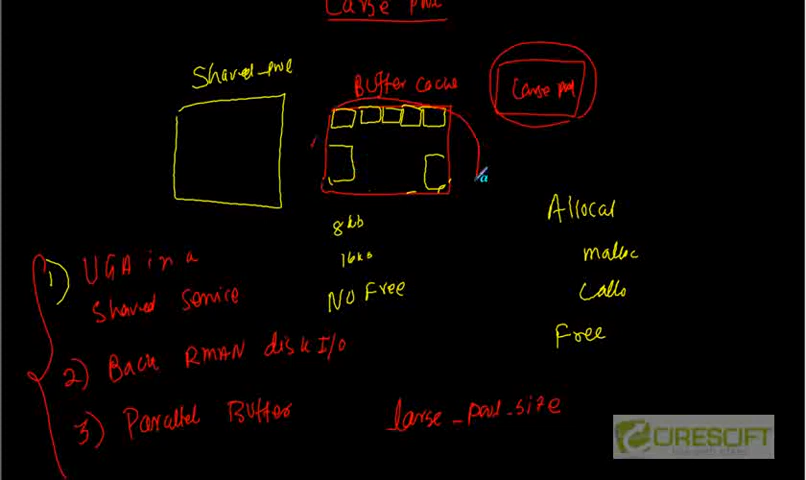 Large pool
Shared_pool
Buffer cache
Large pool
8kb
16kb
NO Free
Allocat
malloc
Callo
Free
1) UGA in a
Shared Service
2) Back RMAN disk I/O
3) Parallel Buffer
large_pool_size
CIRESCIFT